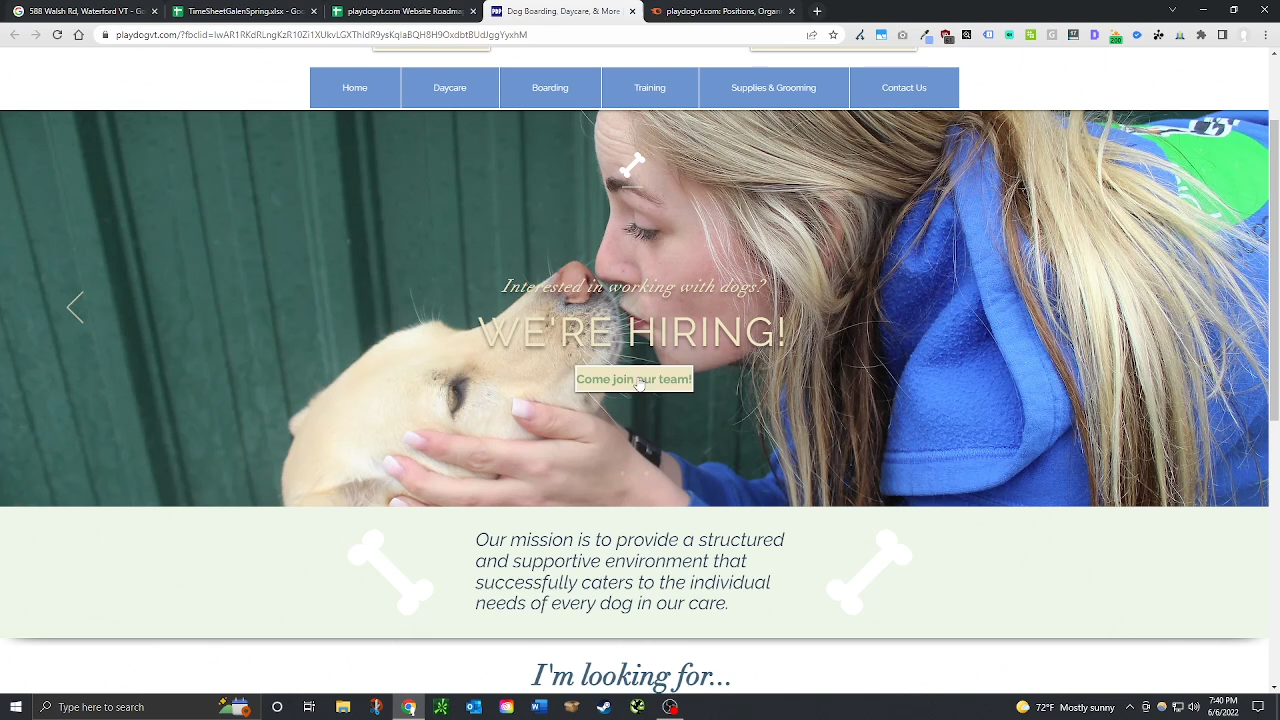 588 Walsh Rd, Waterford VT - Go
TimeSheetGalenSpring.xlsx - Go
playdogvt.com Website Roadmap
Dog Boarding, Daycare, & More
playdogvt.com: Positions, Organ
playdogvt.com/?fbclid=IwAR1RKdRLngKzR10Zi1XUkvLGXThIdR9ysKqIaBQH8H9OxdbtBUdJggYyxhM
Home Daycare Boarding Training Supplies & Grooming Contact Us
Interested in working with dogs?
WE'RE HIRING!
Come join our team!
Our mission is to provide a structured
and supportive environment that
successfully caters to the individual
needs of every dog in our care.
I'm looking for...
Type here to search
72°F Mostly sunny
7:40 PM
6/6/2022